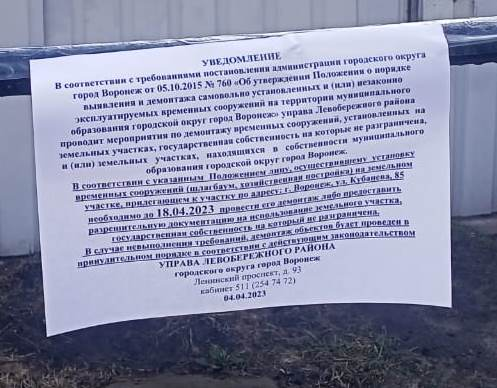 УВЕДОМЛЕНИЕ
В соответствии с требованиями постановления администрации городского округа
город Воронеж от 05.10.2015 № 760 «Об утверждении Положения о порядке
выявления и демонтажа самовольно установленных и (или) незаконно
эксплуатируемых временных сооружений на территории муниципального
образования городской округ город Воронеж» управа Левобережного района
проводит мероприятия по демонтажу временных сооружений, установленных на
земельных участках, государственная собственность на которые не разграничена,
и (или) земельных участках, находящихся в собственности муниципального
образования городской округ город Воронеж.
В соответствии с указанным Положением лицу, осуществившему установку
временных сооружений (шлагбаум, хозяйственная постройка) на земельном
участке, прилегающем к участку по адресу: г. Воронеж, ул. Кубанева, 85
необходимо до 18.04.2023 провести его демонтаж либо предоставить
разрешительную документацию на использование земельного участка,
государственная собственность на который не разграничена.
В случае невыполнения требований, демонтаж объектов будет проведен в
принудительном порядке в соответствии с действующим законодательством
УПРАВА ЛЕВОБЕРЕЖНОГО РАЙОНА
городского округа город Воронеж
Ленинский проспект, д. 93
кабинет 511 (254 74 72)
04.04.2023